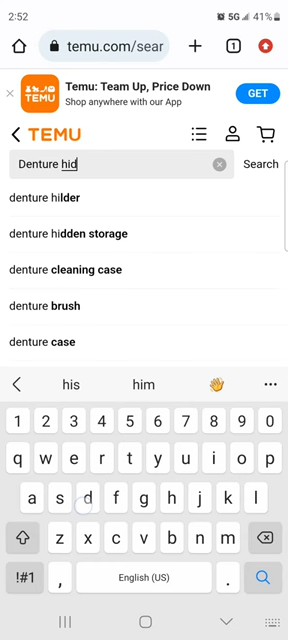 2:52 5G 41%
temu.com/sear 1
TEMU
Temu: Team Up, Price Down
Shop anywhere with our App
GET
TEMU
Denture hid
Search
denture hilder
denture hidden storage
denture cleaning case
denture brush
denture case
his him
1 2 3 4 5 6 7 8 9 0
q w e r t y u i o p
a s d f g h j k l
z x c v b n m
!#1 , English (US) .